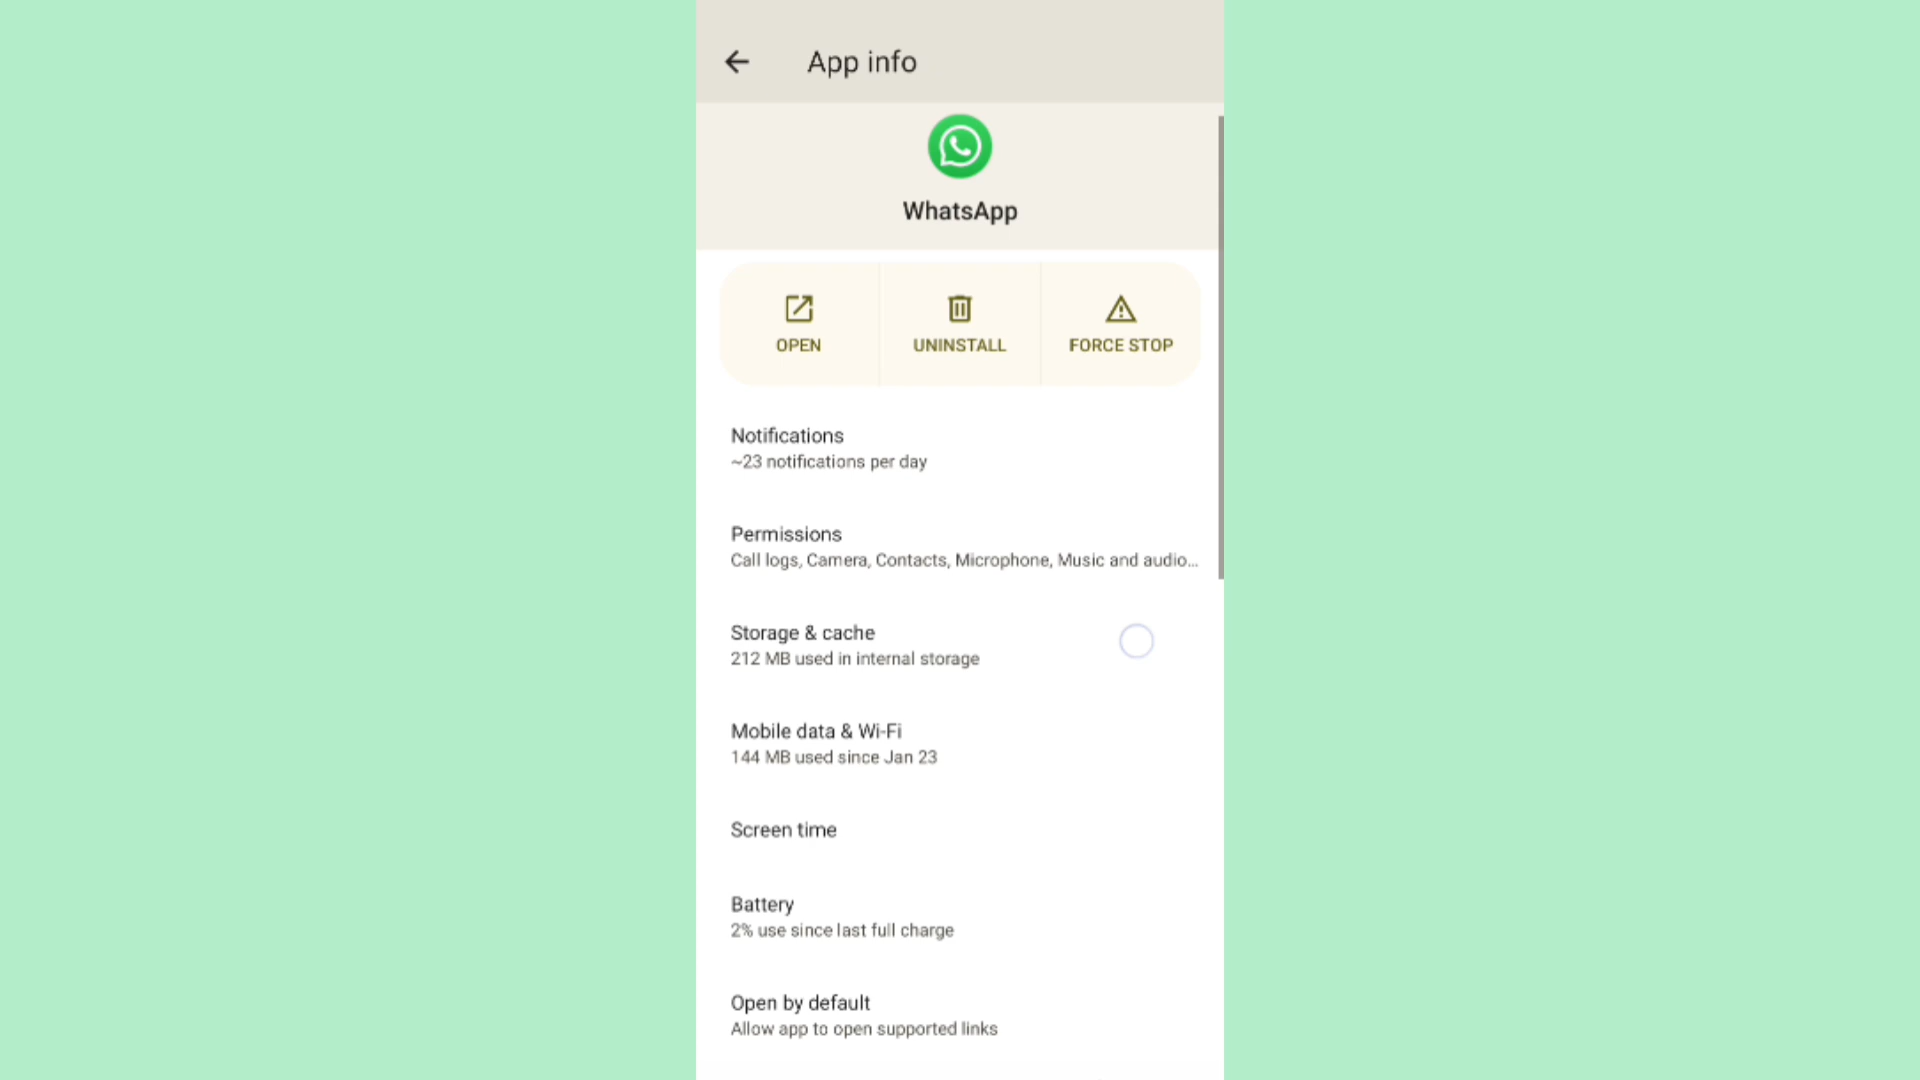 App info
WhatsApp
OPEN
UNINSTALL
FORCE STOP
Notifications
~23 notifications per day
Permissions
Call logs, Camera, Contacts, Microphone, Music and audio...
Storage & cache
212 MB used in internal storage
Mobile data & Wi-Fi
144 MB used since Jan 23
Screen time
Battery
2% use since last full charge
Open by default
Allow app to open supported links